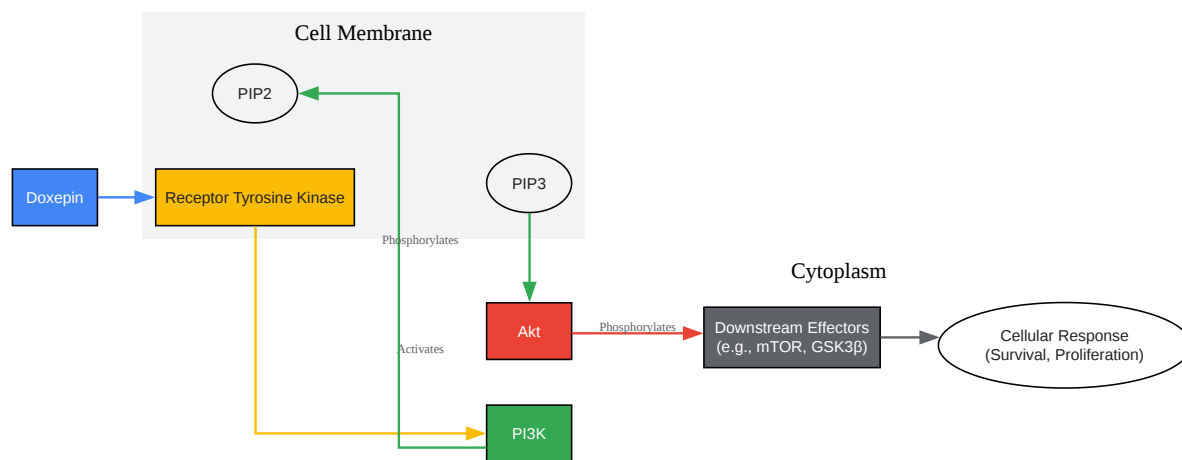 Cell Membrane
PIP2
Doxepin
Receptor Tyrosine Kinase
PIP3
Phosphorylates
Cytoplasm
Akt
Phosphorylates
Downstream Effectors
(e.g., mTOR, GSK3β)
Cellular Response
(Survival, Proliferation)
Activates
PI3K